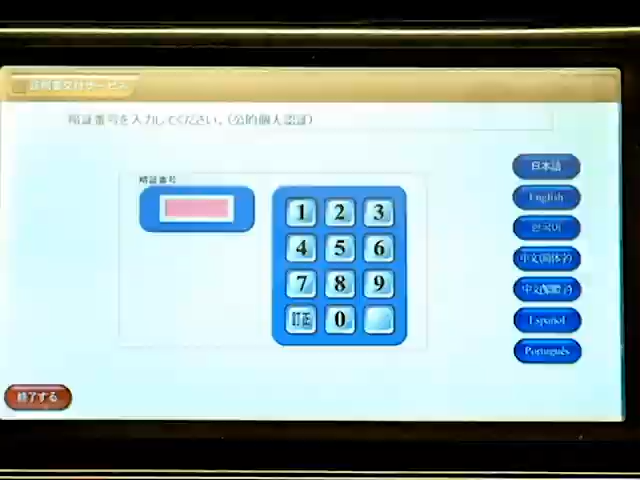 証明書交付サービス
暗証番号を入力してください。(公的個人認証)
暗証番号
1 2 3
4 5 6
7 8 9
訂正 0
日本語
English
한국어
中文(简体字)
中文(繁體字)
Español
Português
終了する